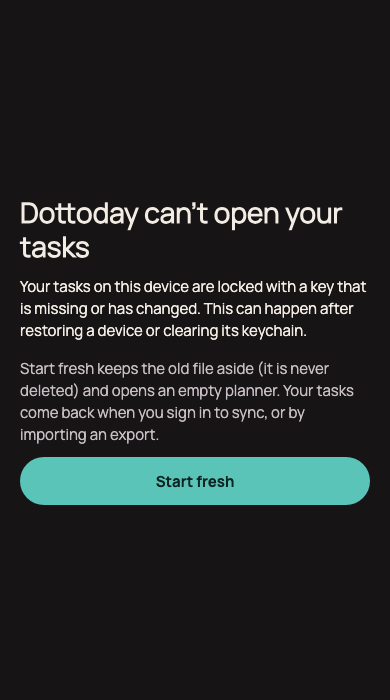 Dottoday can’t open your
tasks
Your tasks on this device are locked with a key that
is missing or has changed. This can happen after
restoring a device or clearing its keychain.
Start fresh keeps the old file aside (it is never
deleted) and opens an empty planner. Your tasks
come back when you sign in to sync, or by
importing an export.
Start fresh